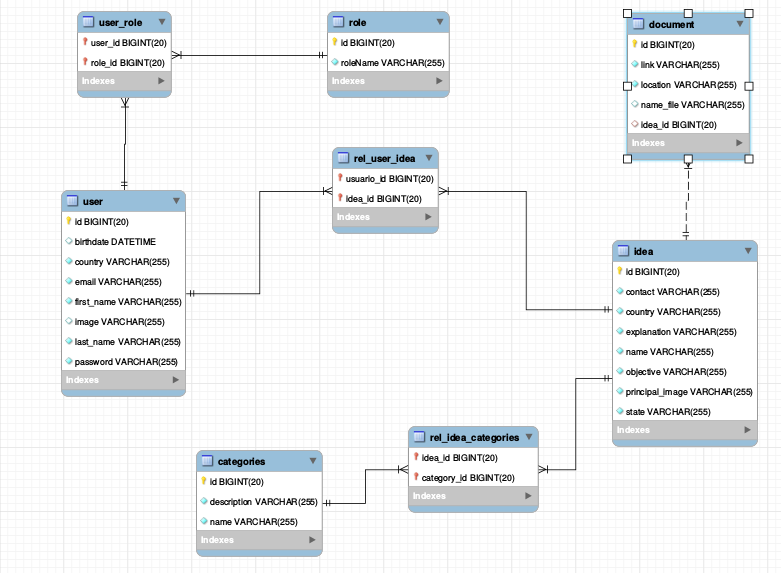 user_role
user_id BIGINT(20)
role_id BIGINT(20)
Indexes
role
id BIGINT(20)
roleName VARCHAR(255)
Indexes
document
id BIGINT(20)
link VARCHAR(255)
location VARCHAR(255)
name_file VARCHAR(255)
idea_id BIGINT(20)
Indexes
rel_user_idea
usuario_id BIGINT(20)
idea_id BIGINT(20)
Indexes
user
id BIGINT(20)
birthdate DATETIME
country VARCHAR(255)
email VARCHAR(255)
first_name VARCHAR(255)
image VARCHAR(255)
last_name VARCHAR(255)
password VARCHAR(255)
Indexes
idea
id BIGINT(20)
contact VARCHAR(255)
country VARCHAR(255)
explanation VARCHAR(255)
name VARCHAR(255)
objective VARCHAR(255)
principal_image VARCHAR(255)
state VARCHAR(255)
Indexes
rel_idea_categories
idea_id BIGINT(20)
category_id BIGINT(20)
Indexes
categories
id BIGINT(20)
description VARCHAR(255)
name VARCHAR(255)
Indexes